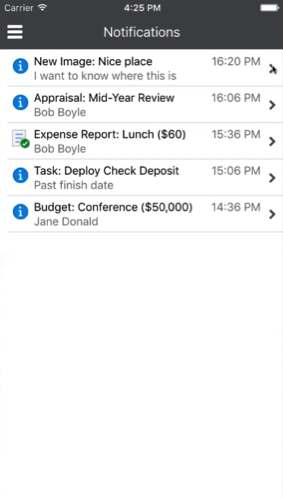 Carrier 4:25 PM
Notifications
New Image: Nice place 16:20 PM
I want to know where this is
Appraisal: Mid-Year Review 16:06 PM
Bob Boyle
Expense Report: Lunch ($60) 15:36 PM
Bob Boyle
Task: Deploy Check Deposit 15:06 PM
Past finish date
Budget: Conference ($50,000) 14:36 PM
Jane Donald